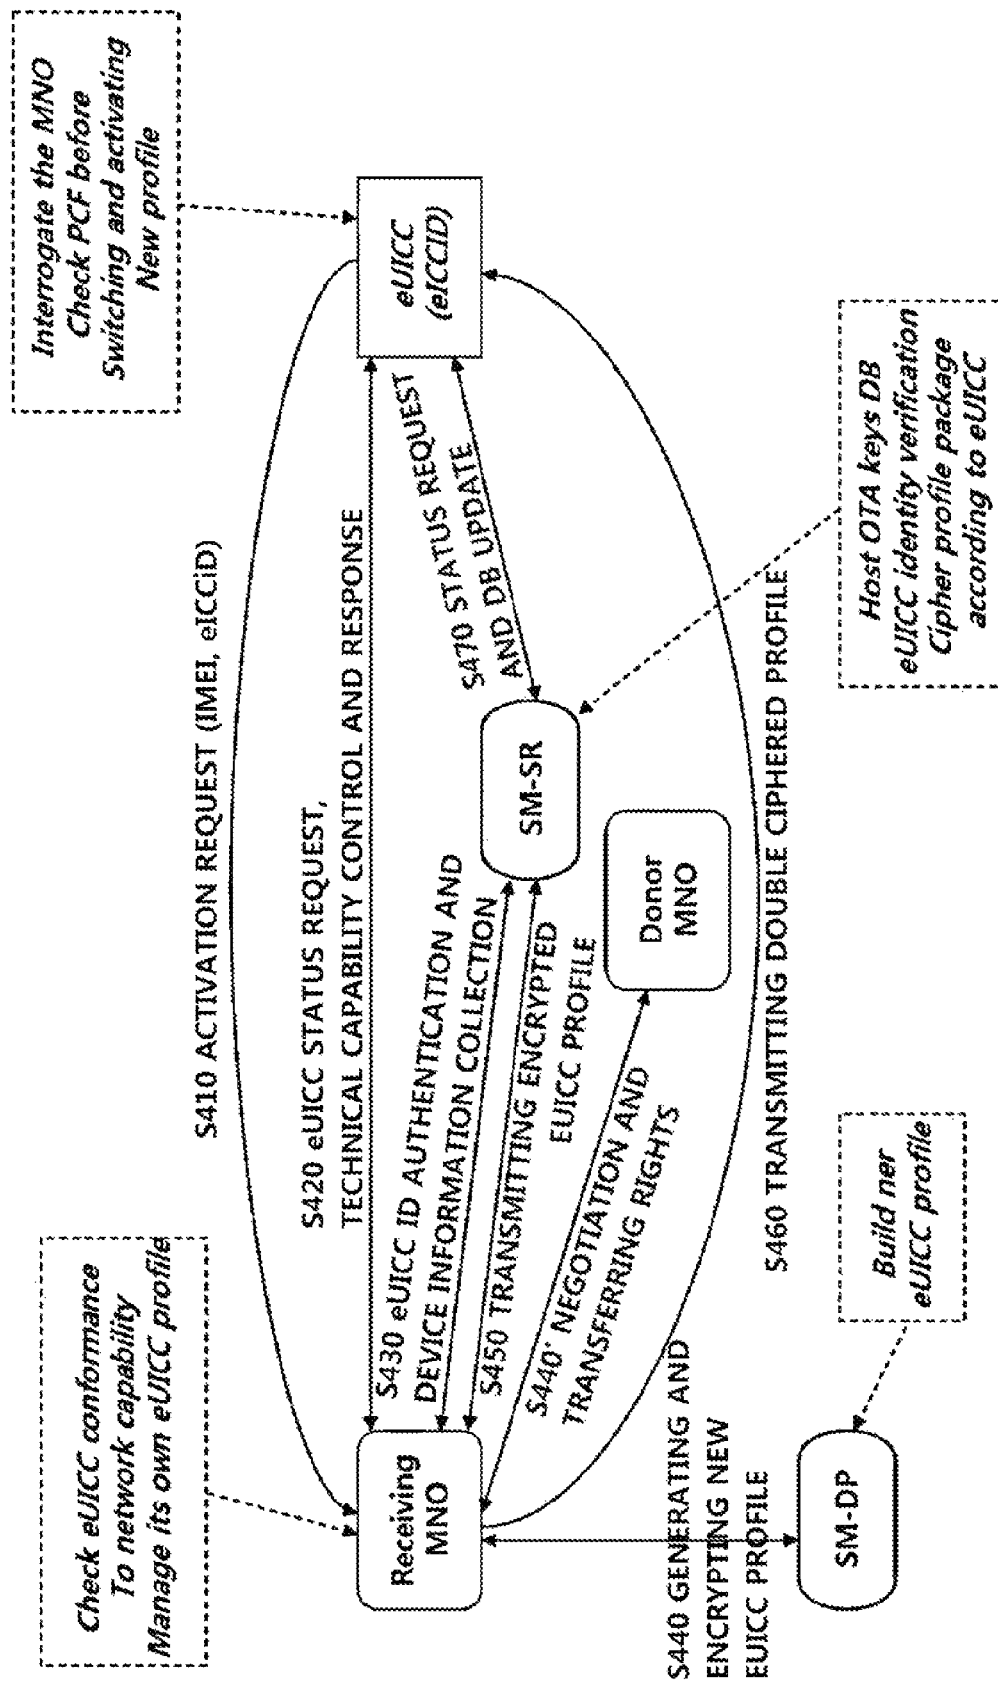 Check eUICC conformance
To network capability
Manage its own eUICC profile
Interrogate the MNO
Check PCF before
Switching and activating
New profile
S410 ACTIVATION REQUEST (IMEI, eICCiD)
S420 eUICC STATUS REQUEST,
TECHNICAL CAPABILITY CONTROL AND RESPONSE
Receiving
MNO
eUICC
(eICCID)
S430 eUICC ID AUTHENTICATION AND
DEVICE INFORMATION COLLECTION
S470 STATUS REQUEST
AND DB UPDATE
S450 TRANSMITTING ENCRYPTED
EUICC PROFILE
SM-SR
S440' NEGOTIATION AND
TRANSFERRING RIGHTS
Donor
MNO
S440 GENERATING AND
ENCRYPTING NEW
EUICC PROFILE
S460 TRANSMITTING DOUBLE CIPHERED PROFILE
SM-DP
Build ner
eUICC profile
Host OTA keys DB
eUICC identity verification
Cipher profile package
according to eUICC